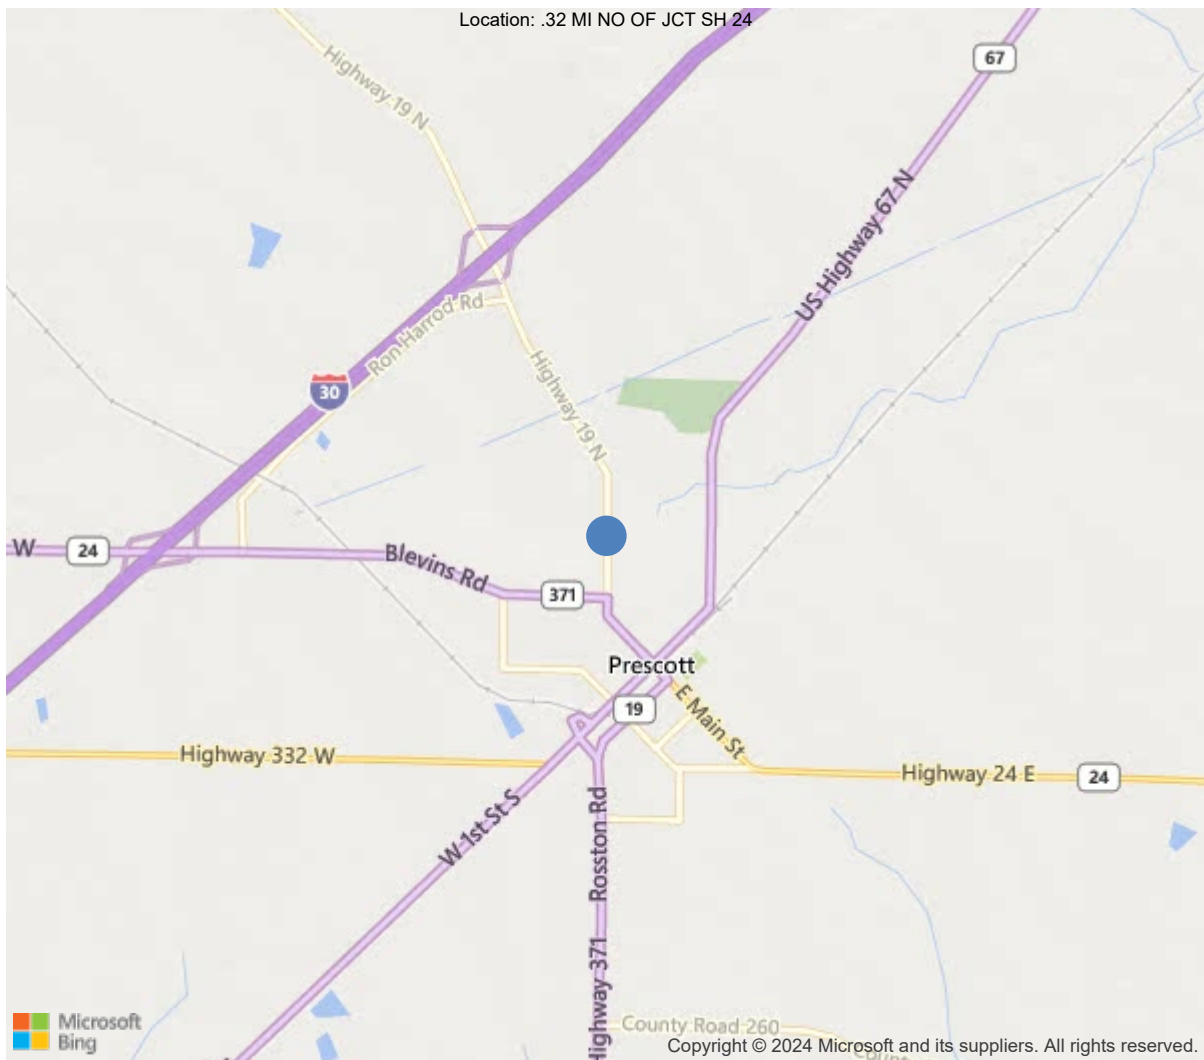 Location: .32 MI NO OF JCT SH 24
67
Highway 19 N
US Highway 67 N
Ron Harrod Rd
30
Highway 19 N
W
24
Blevins Rd
371
Prescott
19
E Main St
Highway 332 W
Highway 24 E
24
W 1st St S
Rosston Rd
Highway 371
County Road 260
Microsoft
Bing
Copyright © 2024 Microsoft and its suppliers. All rights reserved.